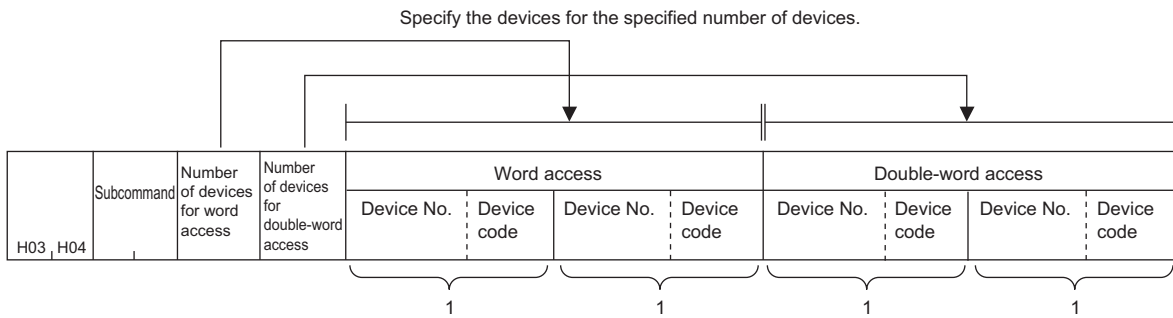 Specify the devices for the specified number of devices.
H03 H04
Subcommand
Number
of devices
for word
access
Number
of devices
for
double-word
access
Word access
Double-word access
Device No.
Device
code
Device No.
Device
code
Device No.
Device
code
Device No.
Device
code
1
1
1
1